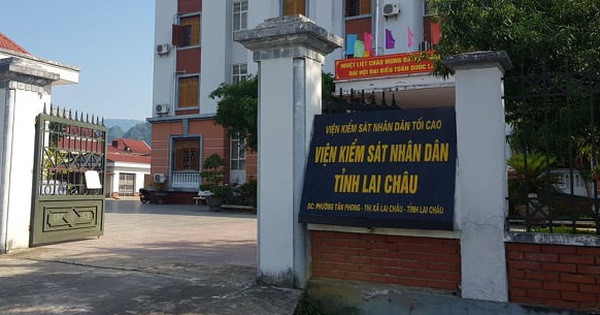 NHIỆT LIỆT CHÀO MỪNG
ĐẠI HỘI ĐẠI BIỂU TOÀN QUỐC
VIỆN KIỂM SÁT NHÂN DÂN TỐI CAO
VIỆN KIỂM SÁT NHÂN DÂN
TỈNH LAI CHÂU
ĐC: PHƯỜNG TÂN PHONG - THỊ XÃ LAI CHÂU - TỈNH LAI CHÂU